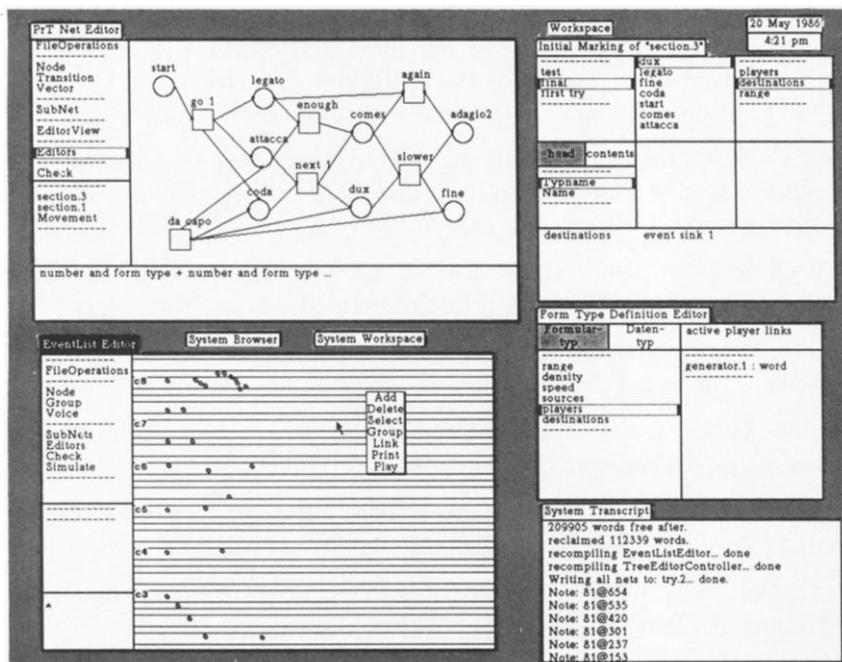 PrT Net Editor
FileOperations
Node
Transition
Vector
SubNet
EditorView
Editors
Check
section.3
section.1
Movement
start
legato
again
go 1
enough
comes
adagio2
attacca
next 1
slower
coda
dux
fine
da capo
number and form type + number and form type ...
Workspace
20 May 1986
4:21 pm
Initial Marking of "section.3"
test
final
first try
dux
legato
fine
coda
start
comes
attacca
players
destinations
range
head contents
Typname
Name
destinations event sink 1
EventList Editor
System Browser
System Workspace
FileOperations
Node
Group
Voice
SubNets
Editors
Check
Simulate
c8
c7
c6
c5
c4
c3
Add
Delete
Select
Group
Link
Print
Play
Form Type Definition Editor
Formular-
typ
Daten-
typ
active player links
range
density
speed
sources
players
destinations
generator.1 : word
System Transcript
209905 words free after.
reclaimed 112339 words.
recompiling EventListEditor... done
recompiling TreeEditorController... done
Writing all nets to: try.2... done.
Note: 81@654
Note: 81@535
Note: 81@420
Note: 81@301
Note: 81@237
Note: 81@153